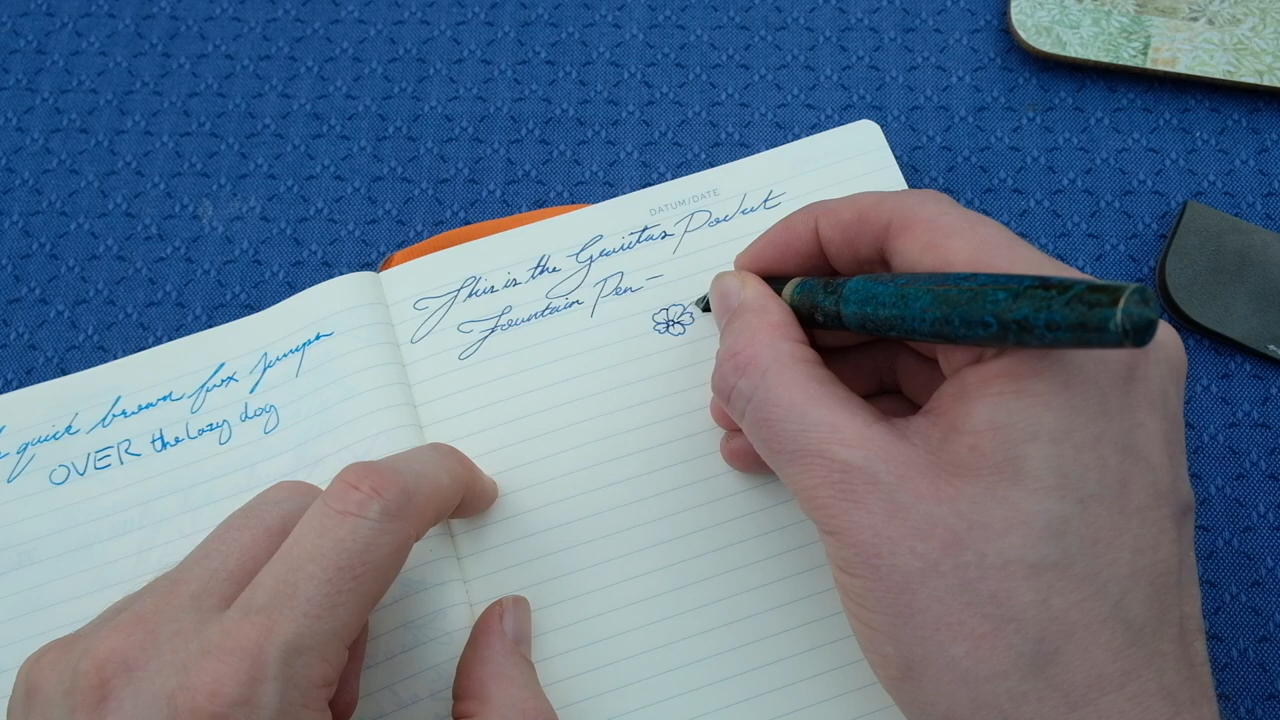 quick brown fox jumps
OVER the lazy dog
DATUM/DATE
This is the Gravitas Pocket
Fountain Pen -